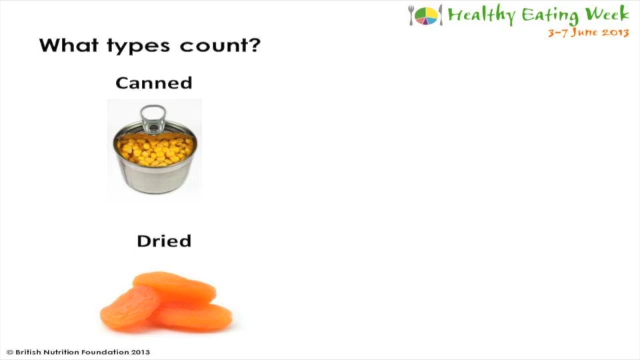 Healthy Eating Week
3-7 June 2013
What types count?
Canned
Dried
© British Nutrition Foundation 2013